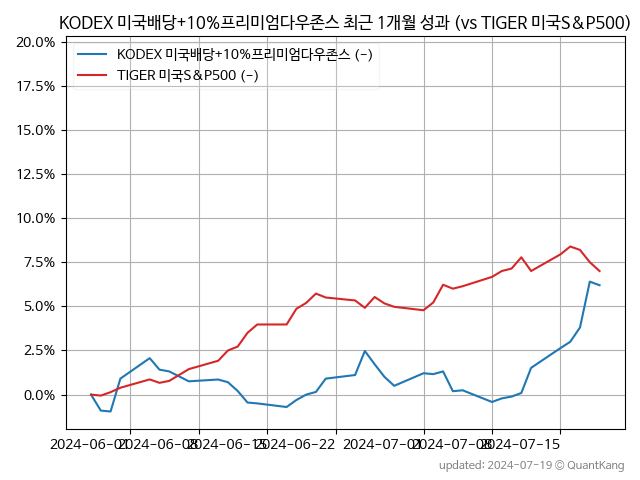 KODEX 미국배당+10%프리미엄다우존스 최근 1개월 성과 (vs TIGER 미국S&P500)
20.0%
17.5%
15.0%
12.5%
10.0%
7.5%
5.0%
2.5%
0.0%
KODEX 미국배당+10%프리미엄다우존스 (-)
TIGER 미국S&P500 (-)
2024-06-01 2024-06-08 2024-06-15 2024-06-22 2024-07-01 2024-07-08 2024-07-15
updated: 2024-07-19 © QuantKang